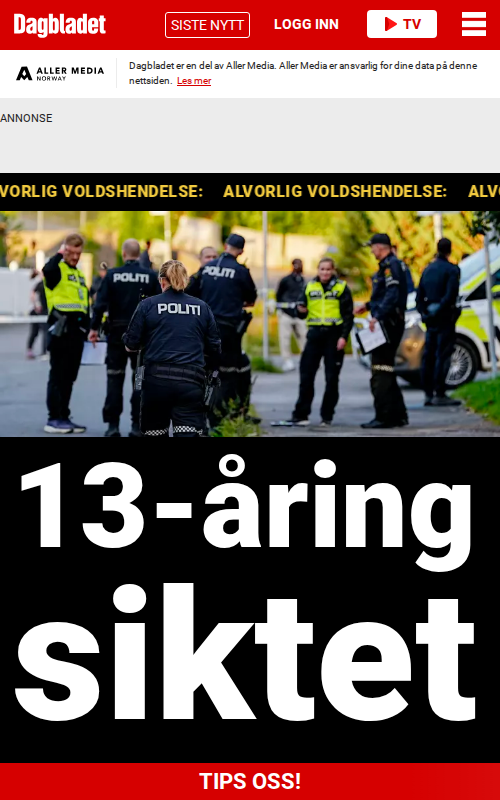 Dagbladet
SISTE NYTT
LOGG INN
TV
ALLER MEDIA
NORWAY
Dagbladet er en del av Aller Media. Aller Media er ansvarlig for dine data på denne
nettsiden. Les mer
ANNONSE
VORLIG VOLDSHENDELSE: ALVORLIG VOLDSHENDELSE: ALV
POLITI
POLITI
POLITI
13-åring
siktet
TIPS OSS!